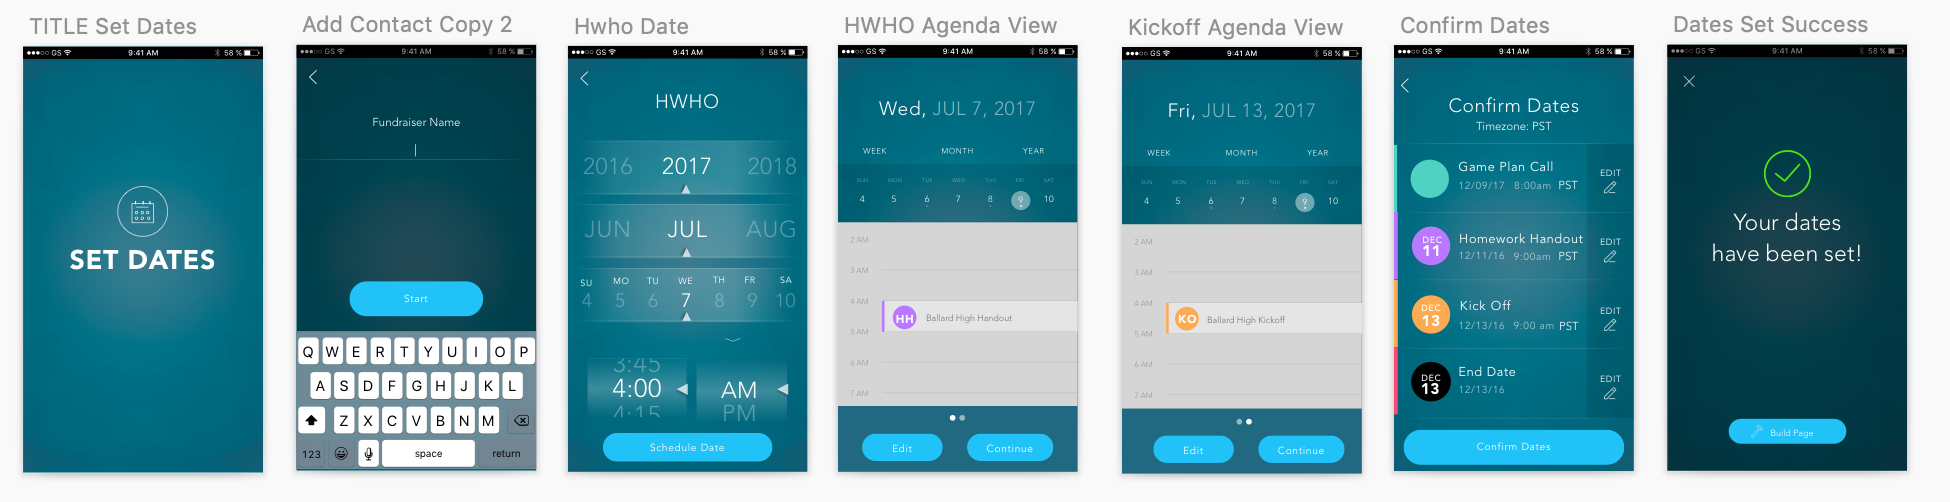 TITLE Set Dates
GS 9:41 AM 58 %
SET DATES
Add Contact Copy 2
GS 9:41 AM 58 %
Fundraiser Name
Start
Q W E R T Y U I O P
A S D F G H J K L
Z X C V B N M
123 space return
Hwho Date
GS 9:41 AM 58 %
HWHO
2016 2017 2018
JUN JUL AUG
SU MO TU WE TH FR SA
4 5 6 7 8 9 10
3:45
4:00 AM
4:15 PM
Schedule Date
HWHO Agenda View
GS 9:41 AM 58 %
Wed, JUL 7, 2017
WEEK MONTH YEAR
SUN MON TUE WED THU FRI SAT
4 5 6 7 8 9 10
2 AM
3 AM
4 AM
HH Ballard High Handout
5 AM
6 AM
7 AM
Edit Continue
Kickoff Agenda View
GS 9:41 AM 58 %
Fri, JUL 13, 2017
WEEK MONTH YEAR
SUN MON TUE WED THU FRI SAT
4 5 6 7 8 9 10
2 AM
3 AM
4 AM
KO Ballard High Kickoff
5 AM
6 AM
7 AM
Edit Continue
Confirm Dates
GS 9:41 AM 58 %
Confirm Dates
Timezone: PST
Game Plan Call
12/09/17 8:00am PST
EDIT
DEC
11
Homework Handout
12/11/16 9:00am PST
EDIT
DEC
13
Kick Off
12/13/16 9:00 am PST
EDIT
DEC
13
End Date
12/13/16
EDIT
Confirm Dates
Dates Set Success
GS 9:41 AM 58 %
Your dates
have been set!
Build Page